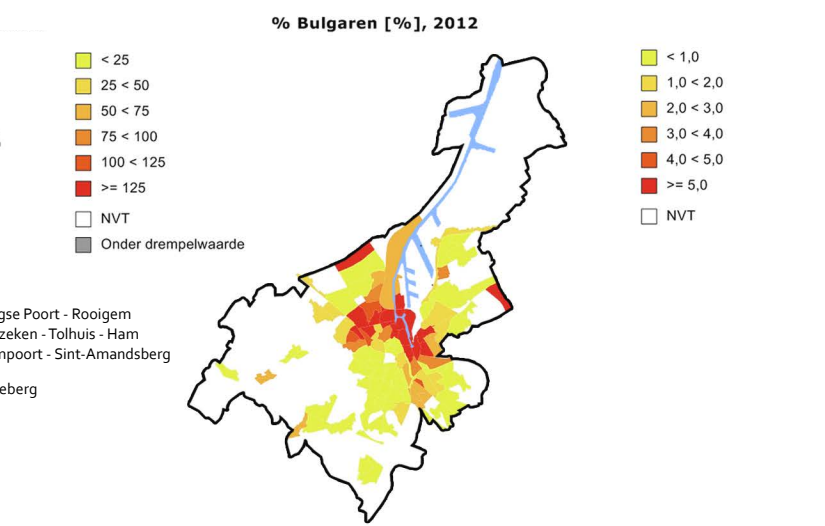 % Bulgaren [%], 2012
< 25
25 < 50
50 < 75
75 < 100
100 < 125
>= 125
NVT
Onder drempelwaarde
< 1,0
1,0 < 2,0
2,0 < 3,0
3,0 < 4,0
4,0 < 5,0
>= 5,0
NVT
gse Poort - Rooigem
zeken - Tolhuis - Ham
npoort - Sint-Amandsberg
eberg